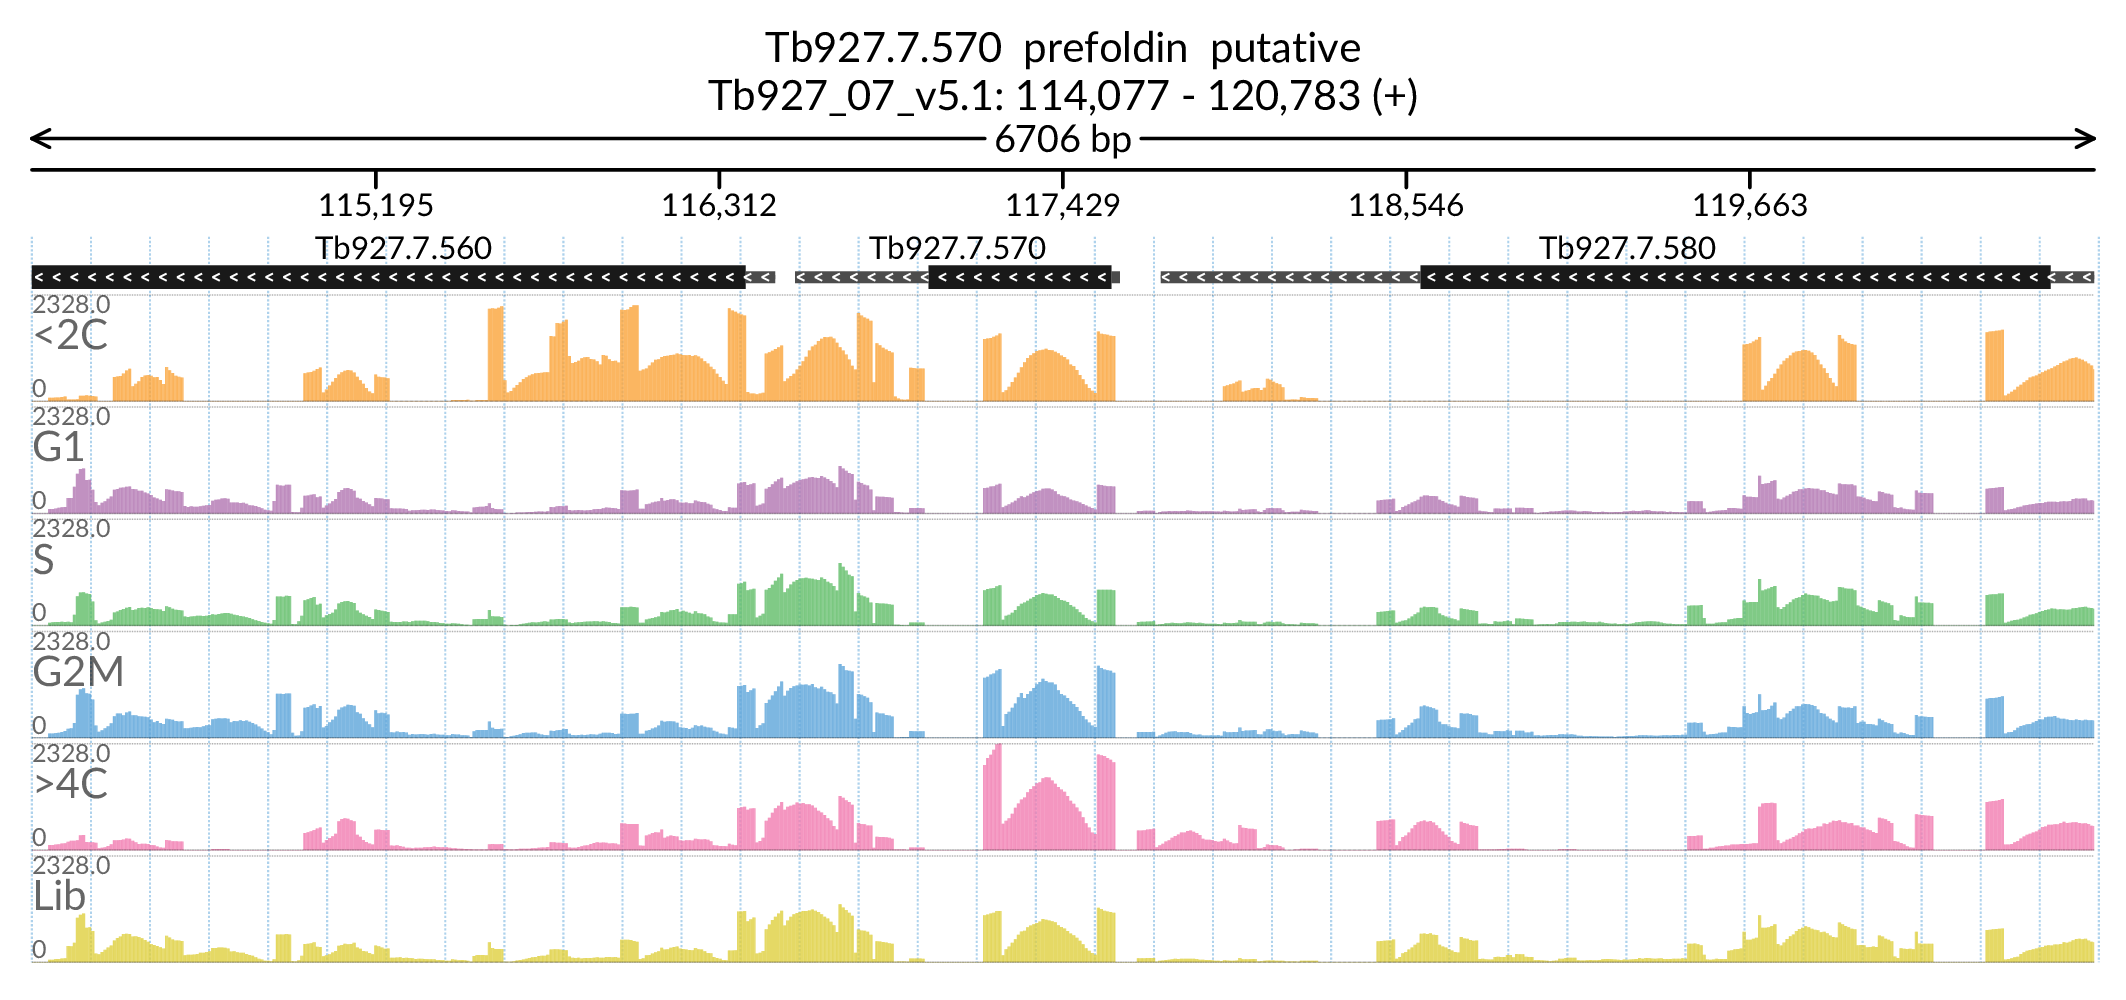 Tb927.7.570 prefoldin putative
Tb927_07_v5.1: 114,077 - 120,783 (+)
6706 bp
115,195 116,312 117,429 118,546 119,663
Tb927.7.560 Tb927.7.570 Tb927.7.580
2328.0
<2C
0
2328.0
G1
0
2328.0
S
0
2328.0
G2M
0
2328.0
>4C
0
2328.0
Lib
0